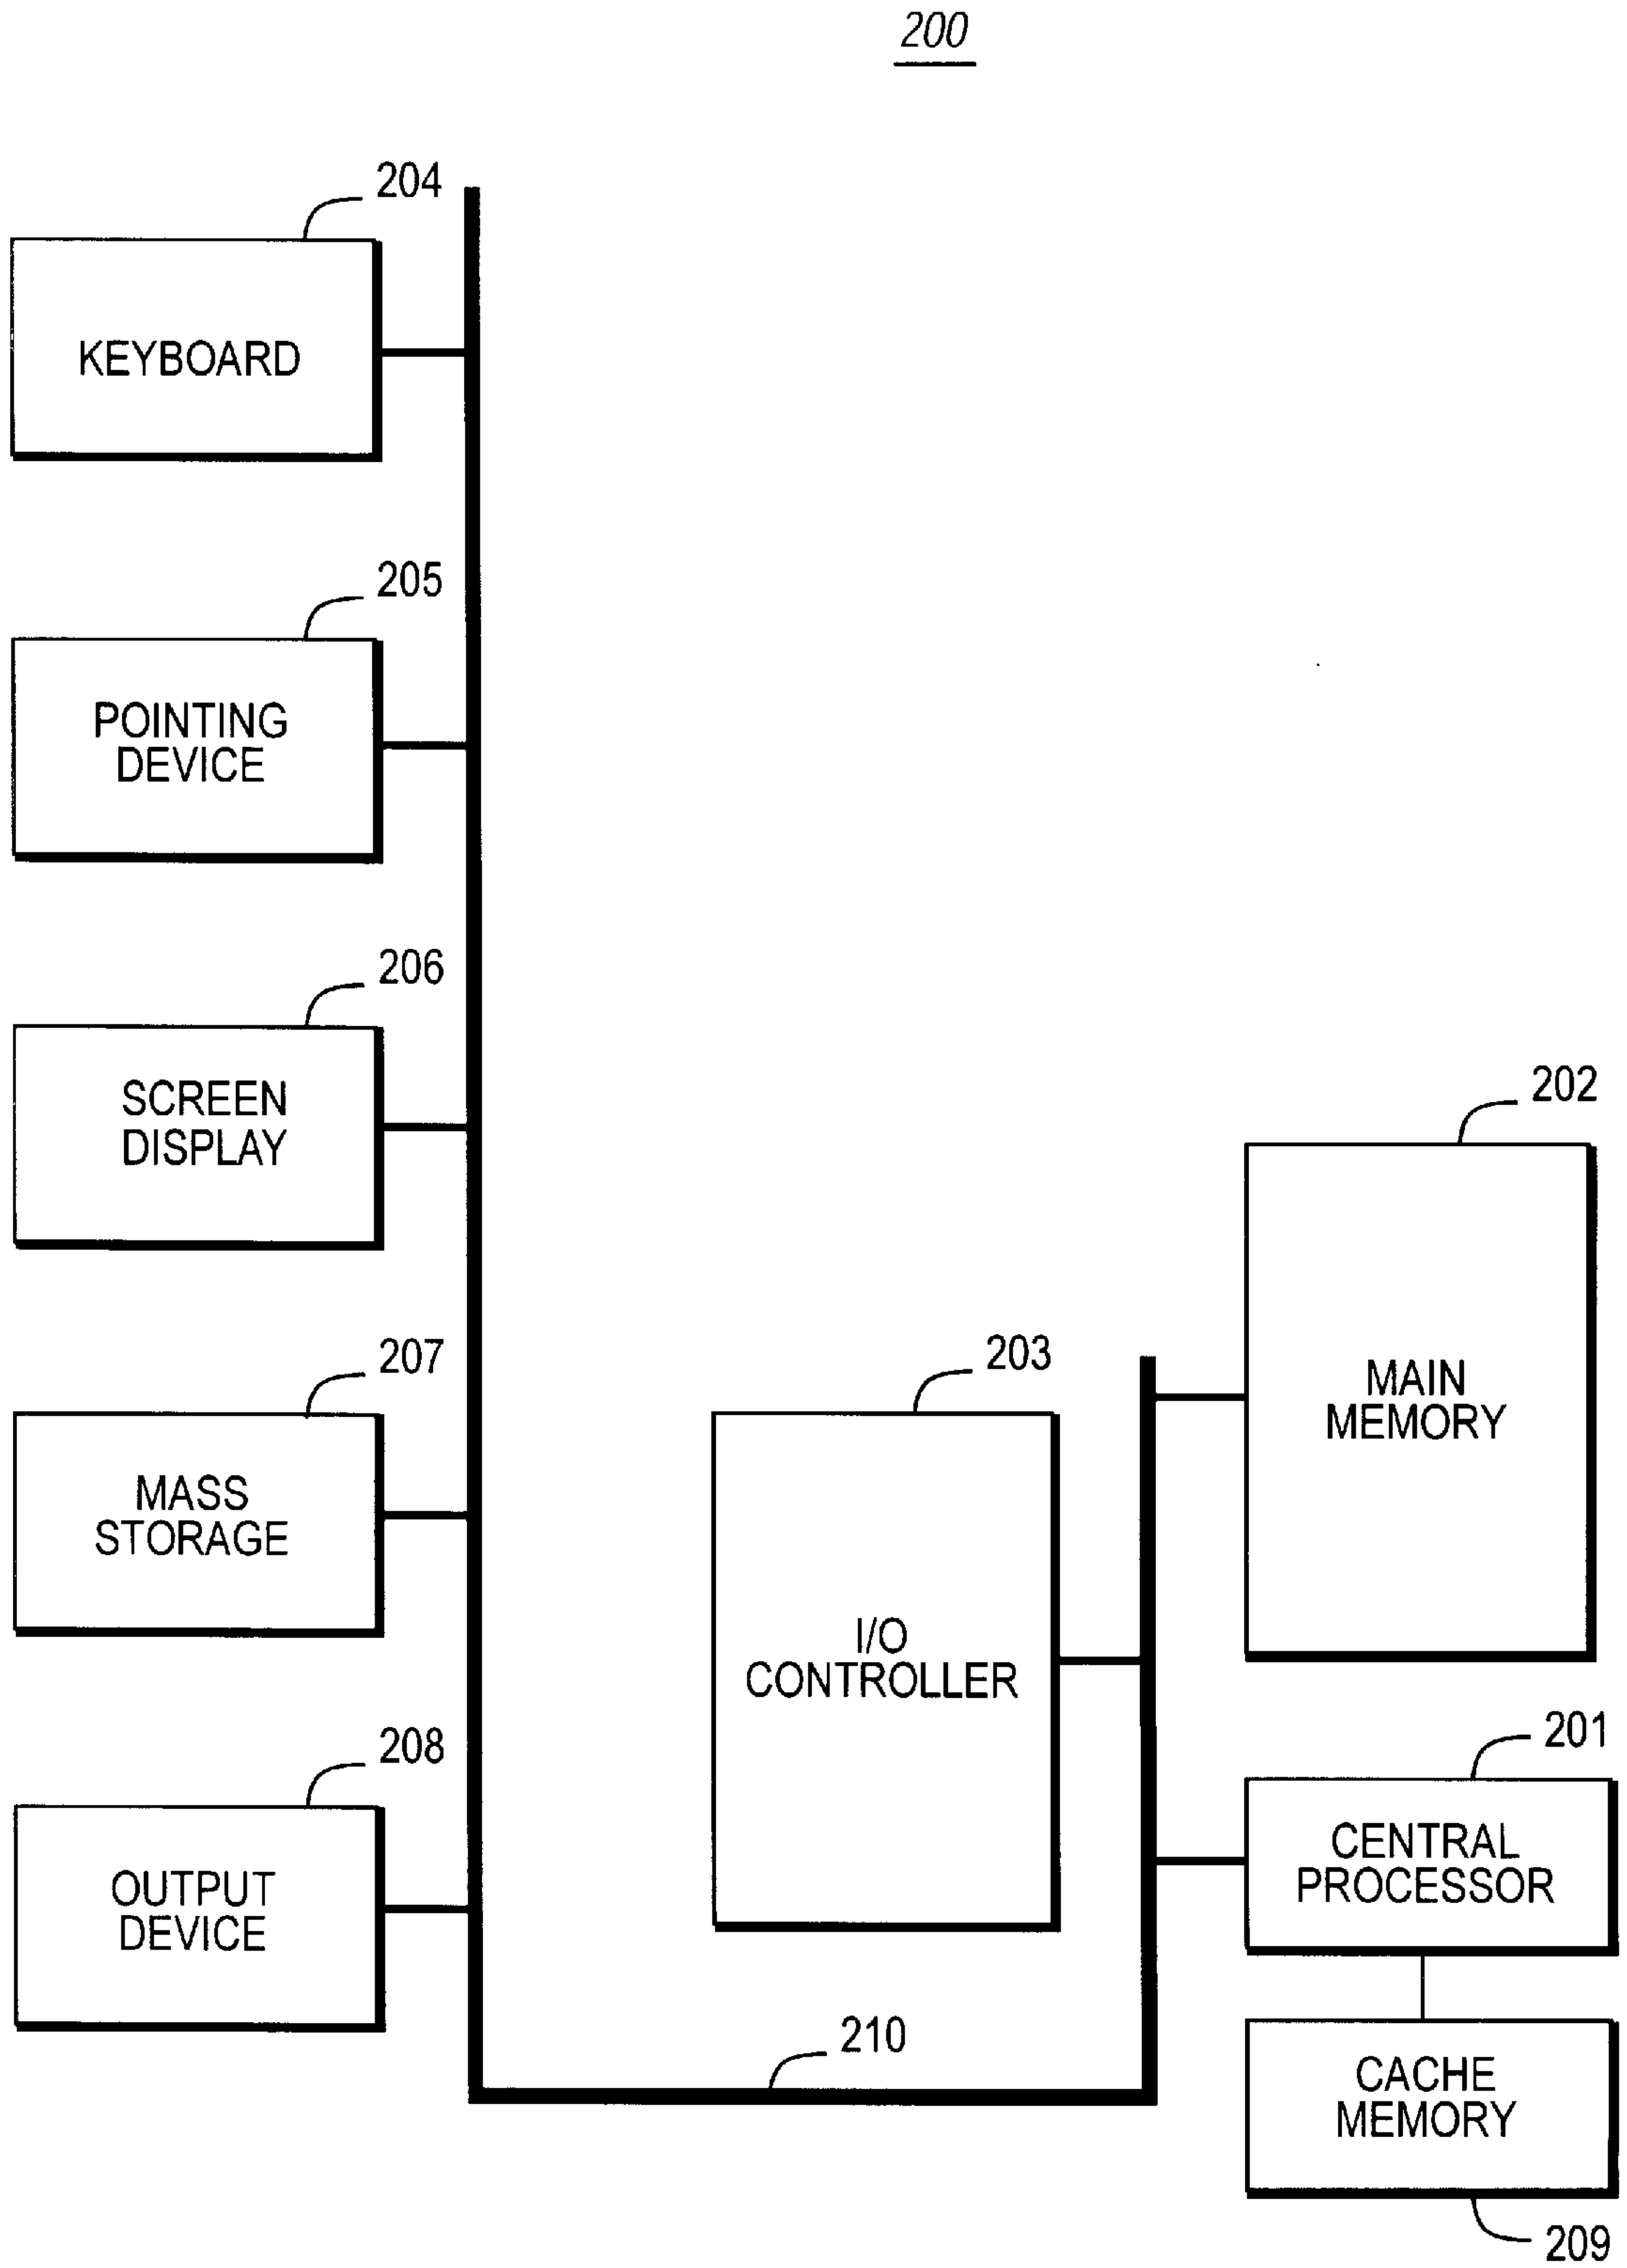 200
204
KEYBOARD
205
POINTING
DEVICE
206
SCREEN
DISPLAY
207
MASS
STORAGE
208
OUTPUT
DEVICE
203
I/O
CONTROLLER
202
MAIN
MEMORY
201
CENTRAL
PROCESSOR
210
CACHE
MEMORY
209